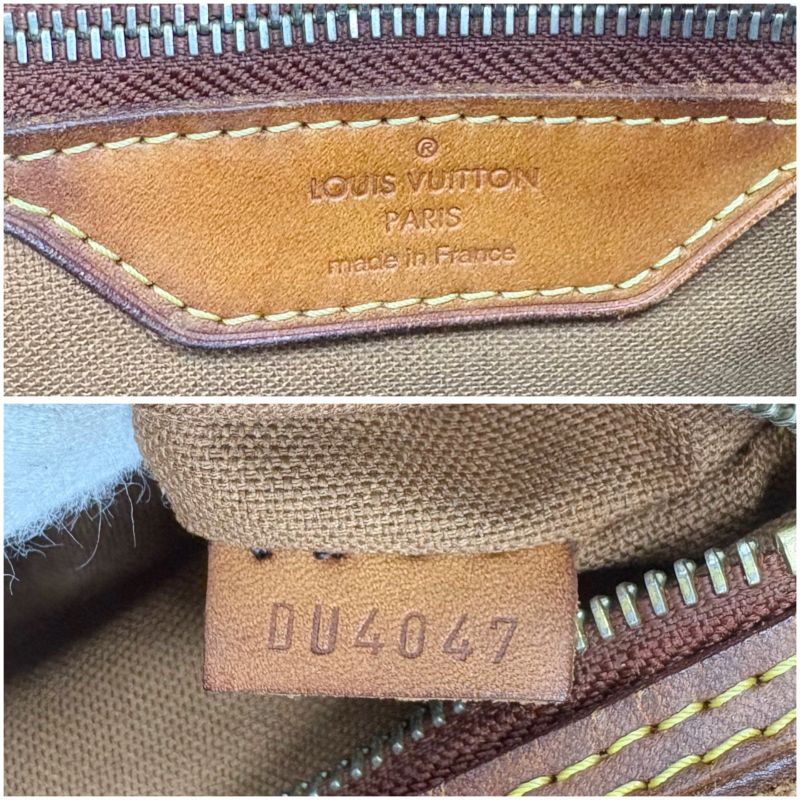 ®
LOUIS VUITTON
PARIS
made in France
DU4047